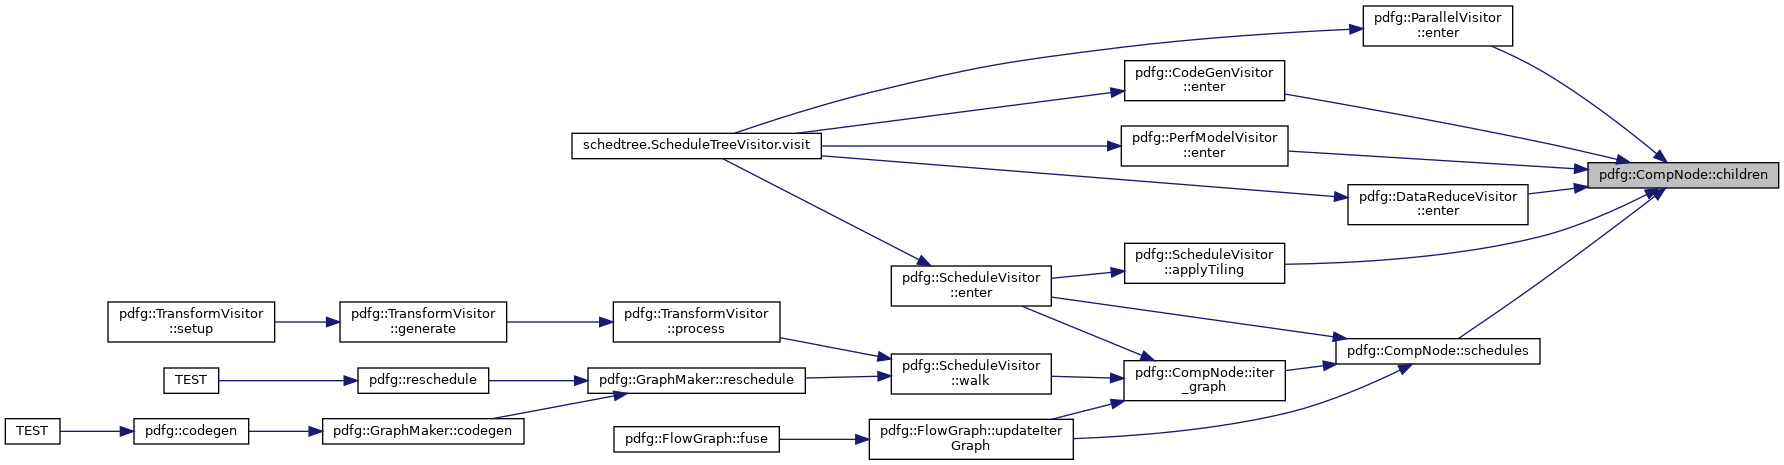 pdfg::ParallelVisitor
::enter
pdfg::CodeGenVisitor
::enter
schedtree.ScheduleTreeVisitor.visit
pdfg::PerfModelVisitor
::enter
pdfg::CompNode::children
pdfg::DataReduceVisitor
::enter
pdfg::ScheduleVisitor
::applyTiling
pdfg::ScheduleVisitor
::enter
pdfg::TransformVisitor
::setup
pdfg::TransformVisitor
::generate
pdfg::TransformVisitor
::process
pdfg::CompNode::schedules
TEST
pdfg::reschedule
pdfg::GraphMaker::reschedule
pdfg::ScheduleVisitor
::walk
pdfg::CompNode::iter
_graph
TEST
pdfg::codegen
pdfg::GraphMaker::codegen
pdfg::FlowGraph::fuse
pdfg::FlowGraph::updateIter
Graph